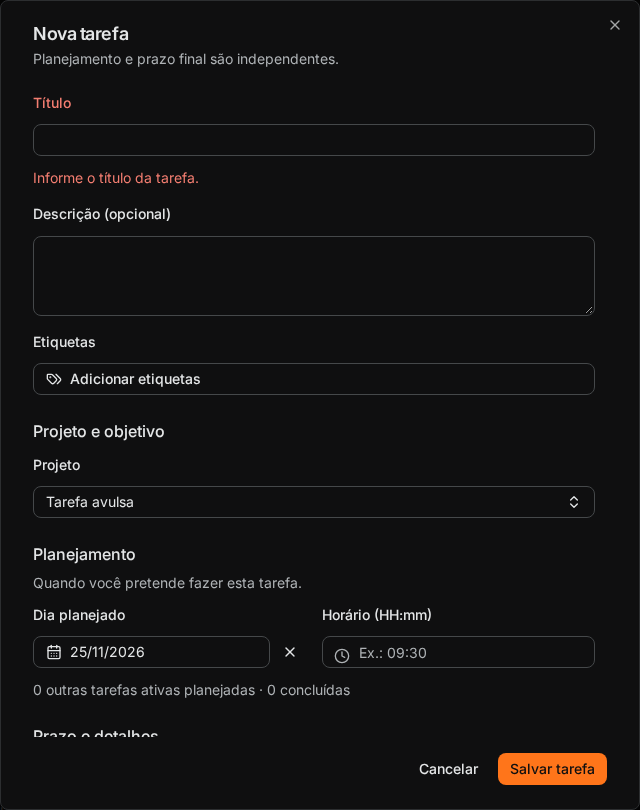 Nova tarefa
Planejamento e prazo final são independentes.
Título
Informe o título da tarefa.
Descrição (opcional)
Etiquetas
Adicionar etiquetas
Projeto e objetivo
Projeto
Tarefa avulsa
Planejamento
Quando você pretende fazer esta tarefa.
Dia planejado
Horário (HH:mm)
25/11/2026
Ex.: 09:30
0 outras tarefas ativas planejadas · 0 concluídas
Prazo e detalhes
Cancelar
Salvar tarefa